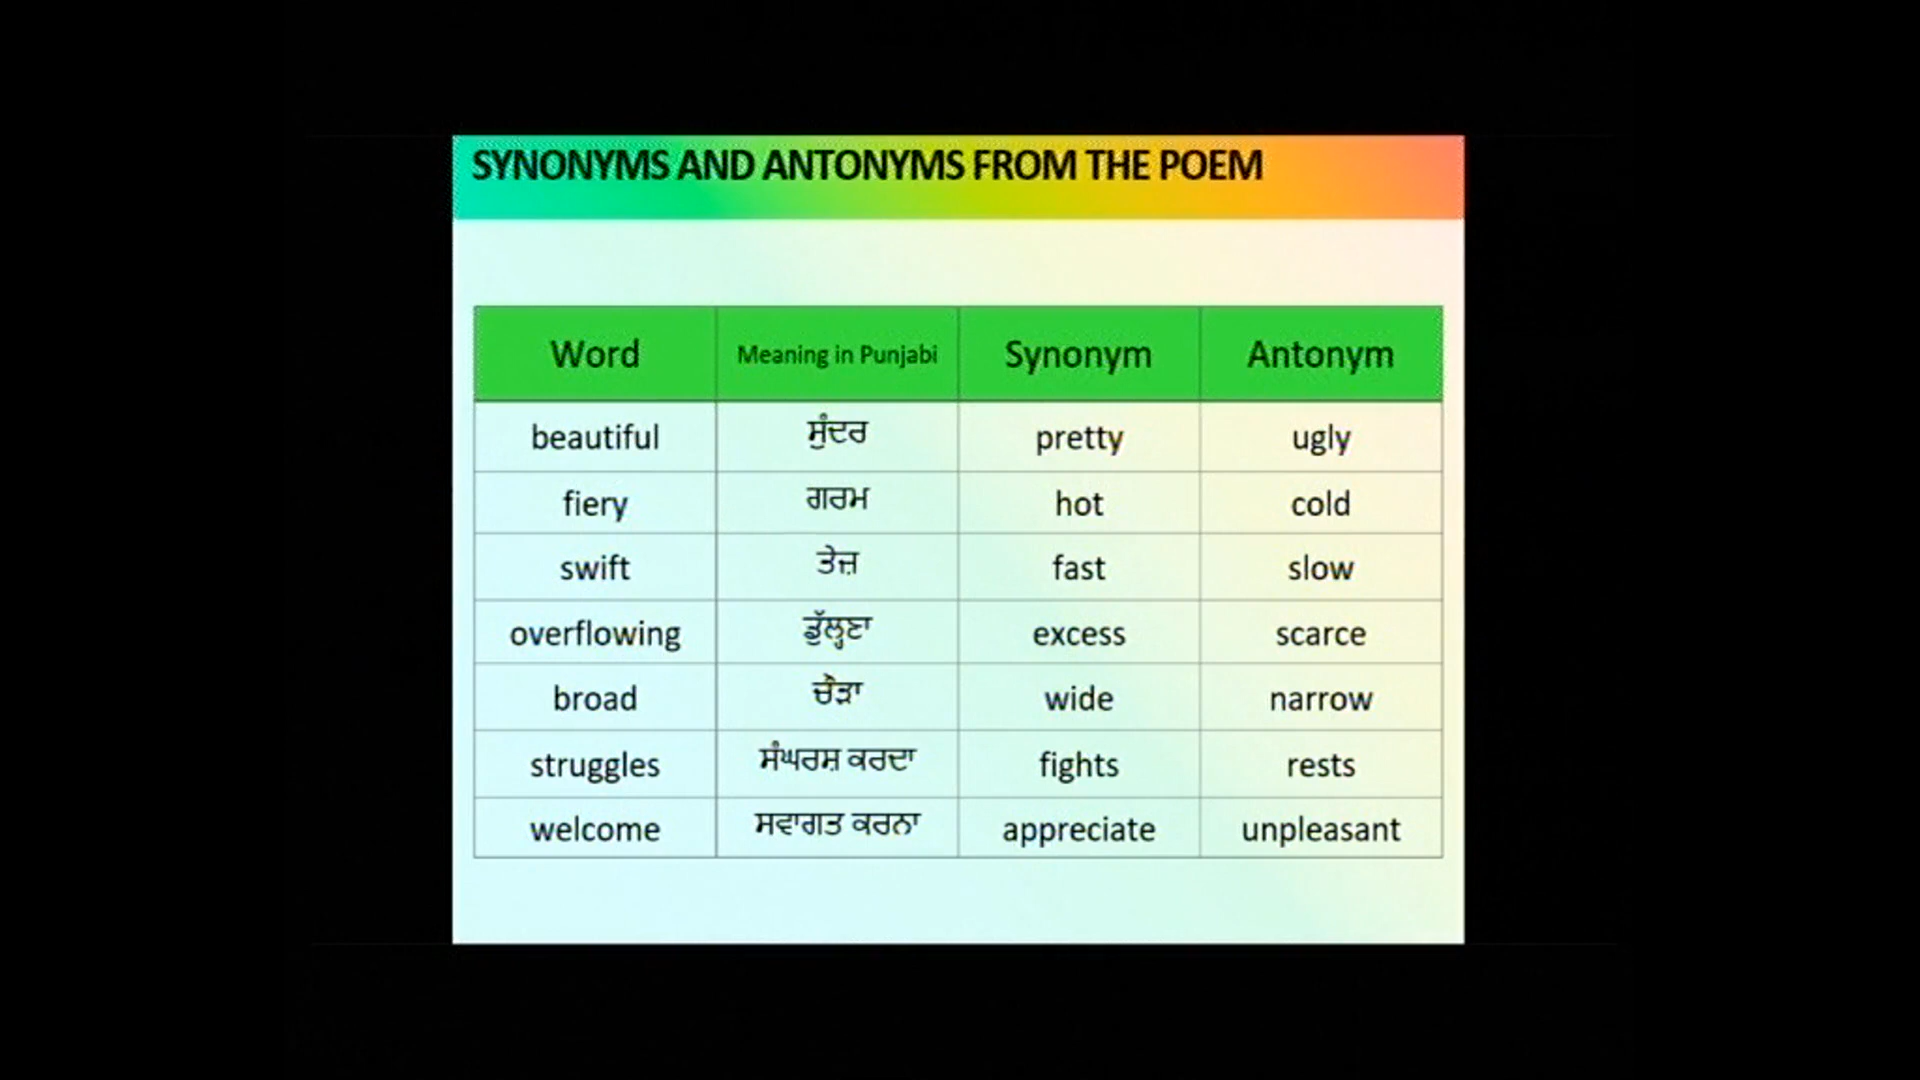 SYNONYMS AND ANTONYMS FROM THE POEM
Word Meaning in Punjabi Synonym Antonym
beautiful ਸੁੰਦਰ pretty ugly
fiery ਗਰਮ hot cold
swift ਤੇਜ਼ fast slow
overflowing ਡੁੱਲ੍ਹਣਾ excess scarce
broad ਚੌੜਾ wide narrow
struggles ਸੰਘਰਸ਼ ਕਰਦਾ fights rests
welcome ਸਵਾਗਤ ਕਰਨਾ appreciate unpleasant